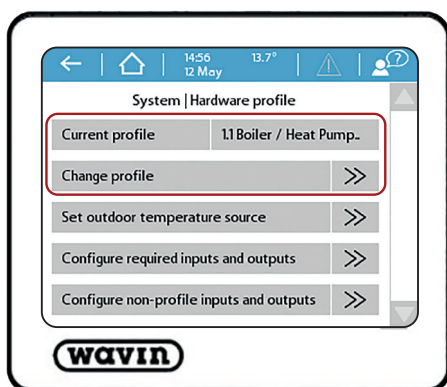 14:56 13.7°
12 May
?
System | Hardware profile
Current profile 1.1 Boiler / Heat Pump..
Change profile
Set outdoor temperature source
Configure required inputs and outputs
Configure non-profile inputs and outputs
wavin